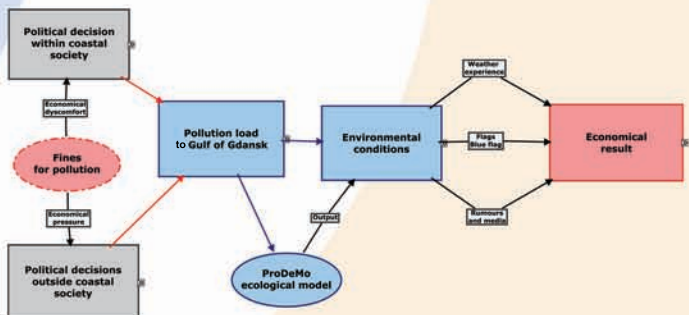 Political decision
within coastal
society
Economical
dyscomfort
Fines
for pollution
Economical
pressure
Political decisions
outside coastal
society
Pollution load
to Gulf of Gdansk
ProDeMo
ecological model
Output
Environmental
conditions
Weather
experience
Flags
Blue flag
Rumours
and media
Economical
result